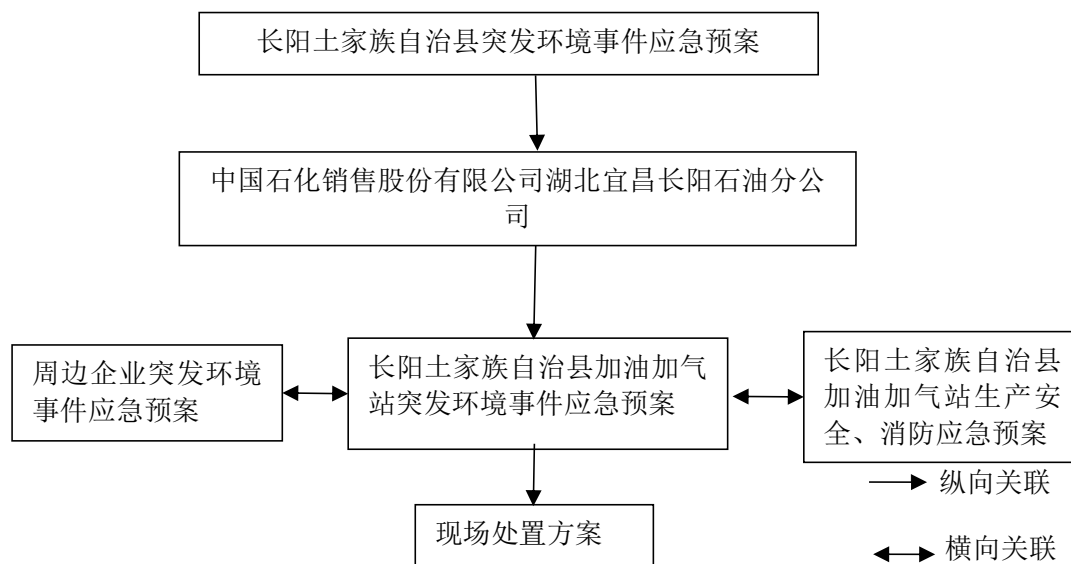 长阳土家族自治县突发环境事件应急预案
中国石化销售股份有限公司湖北宜昌长阳石油分公
司
周边企业突发环境
事件应急预案
长阳土家族自治县加油加气
站突发环境事件应急预案
长阳土家族自治县
加油加气站生产安
全、消防应急预案
纵向关联
现场处置方案
横向关联